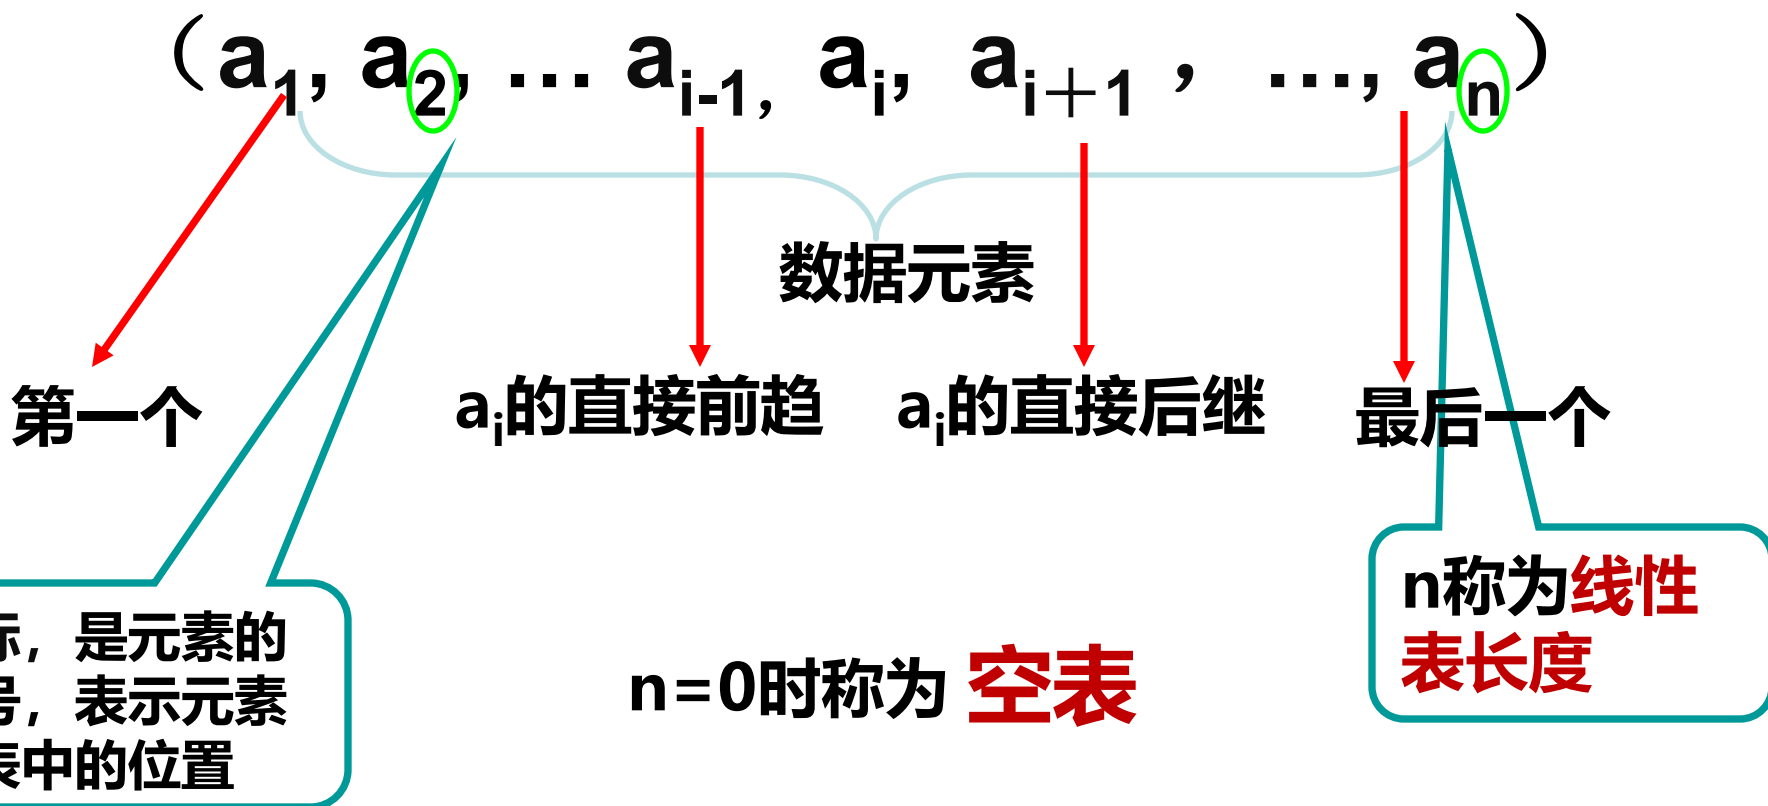 （a1, a2, … a i-1, ai, ai+1 , …, an）
数据元素
第一个
ai的直接前趋
ai的直接后继
最后一个
n称为线性
表长度
，是元素的
，表示元素
表中的位置
n=0时称为 空表